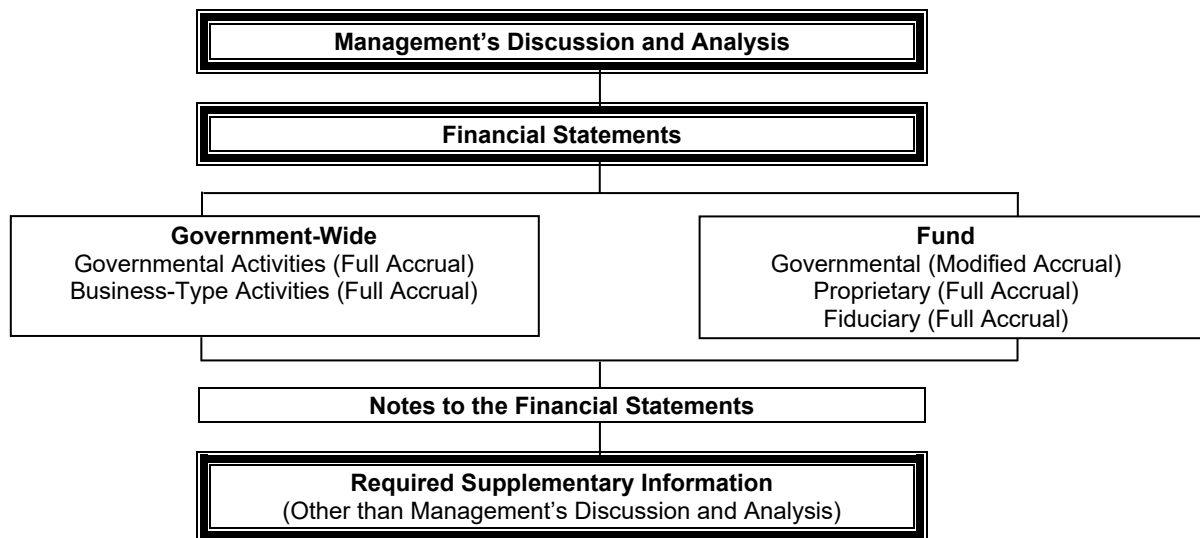 Management’s Discussion and Analysis
Financial Statements
Government-Wide
Governmental Activities (Full Accrual)
Business-Type Activities (Full Accrual)
Fund
Governmental (Modified Accrual)
Proprietary (Full Accrual)
Fiduciary (Full Accrual)
Notes to the Financial Statements
Required Supplementary Information
(Other than Management’s Discussion and Analysis)